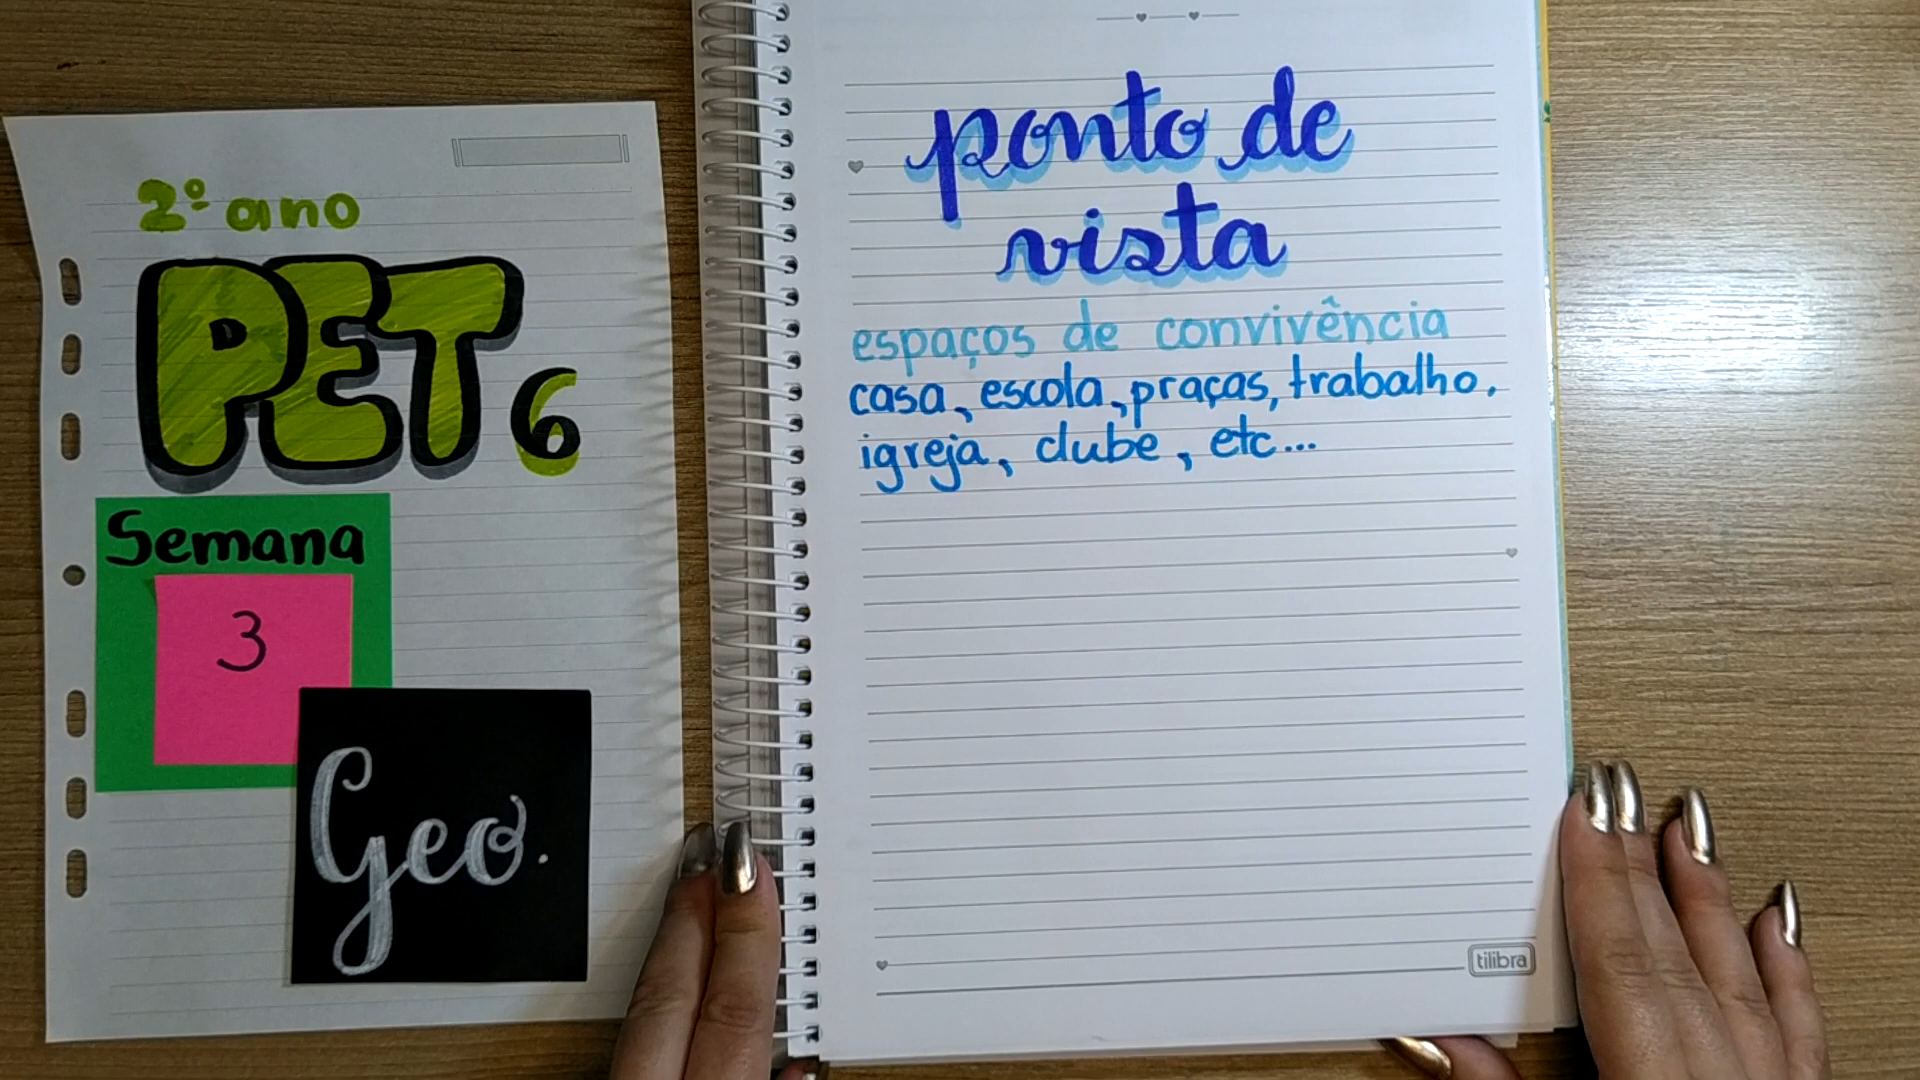 2º ano
PET 6
Semana
3
Geo.
ponto de
vista
espaços de convivência
casa, escola, praças, trabalho,
igreja, clube, etc...
tilibra